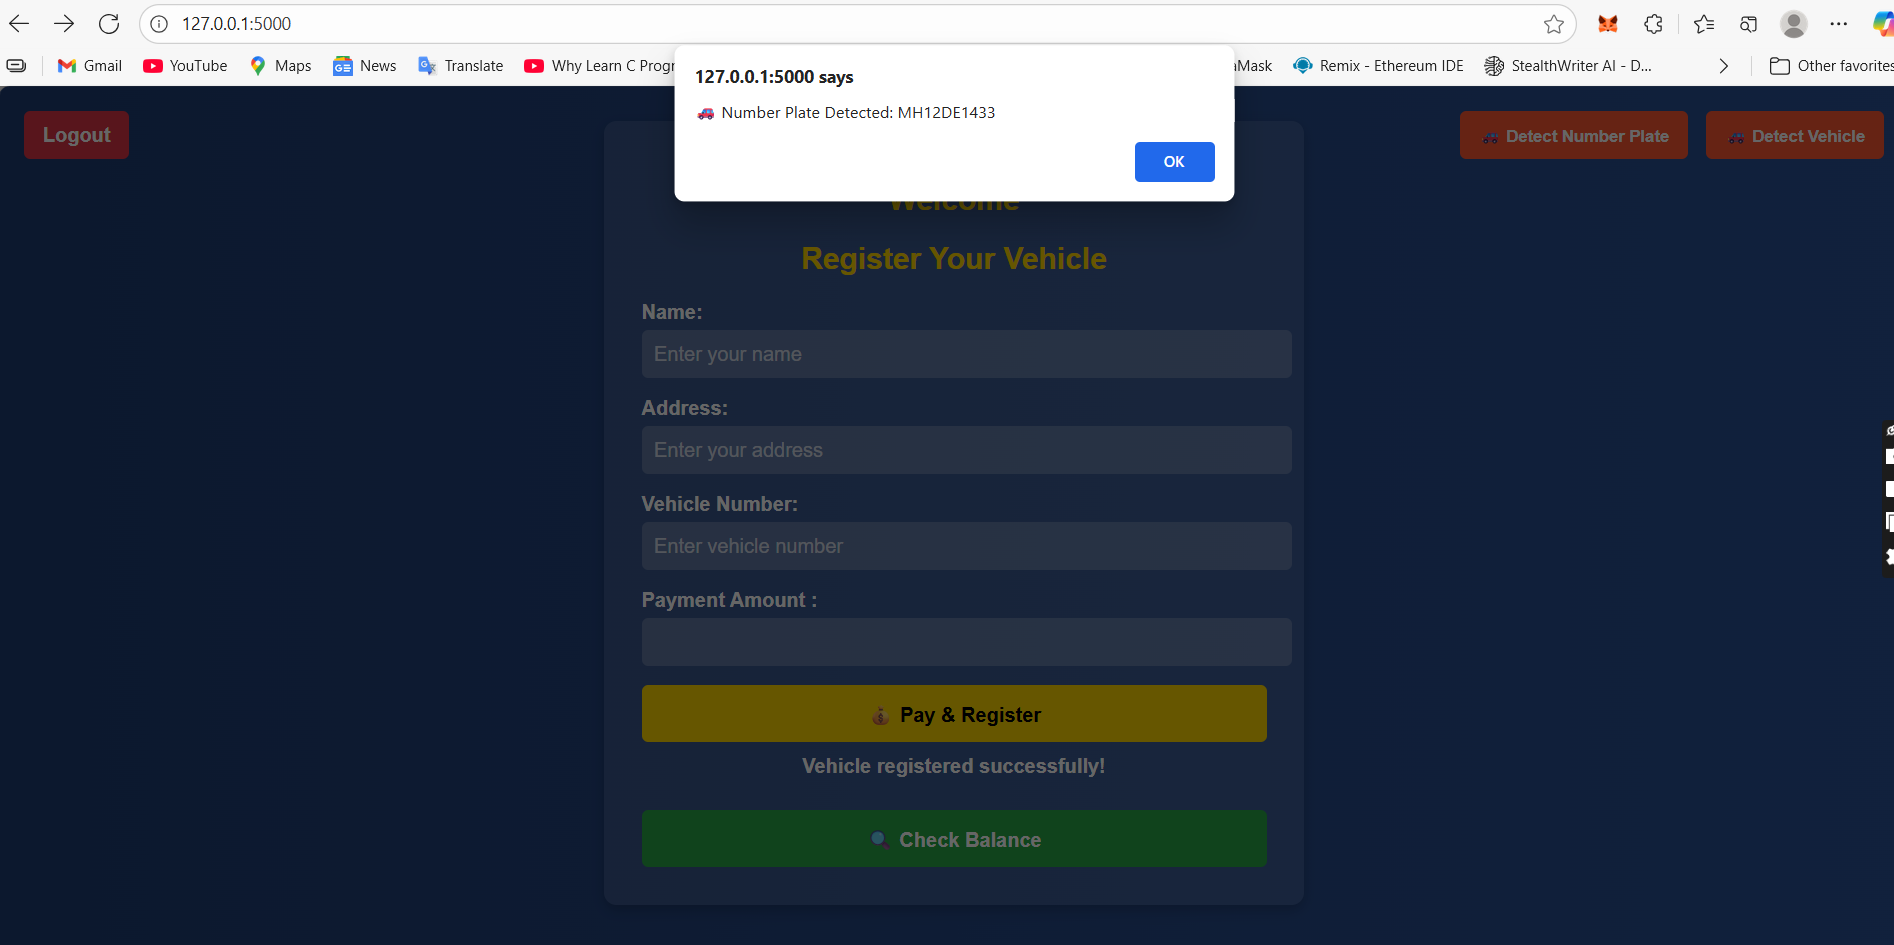 127.0.0.1:5000
Gmail YouTube Maps News Translate Why Learn C Progr aMask Remix - Ethereum IDE StealthWriter AI - D... Other favorites
127.0.0.1:5000 says
Number Plate Detected: MH12DE1433
OK
Logout
Detect Number Plate
Detect Vehicle
Welcome
Register Your Vehicle
Name:
Enter your name
Address:
Enter your address
Vehicle Number:
Enter vehicle number
Payment Amount :
Pay & Register
Vehicle registered successfully!
Check Balance